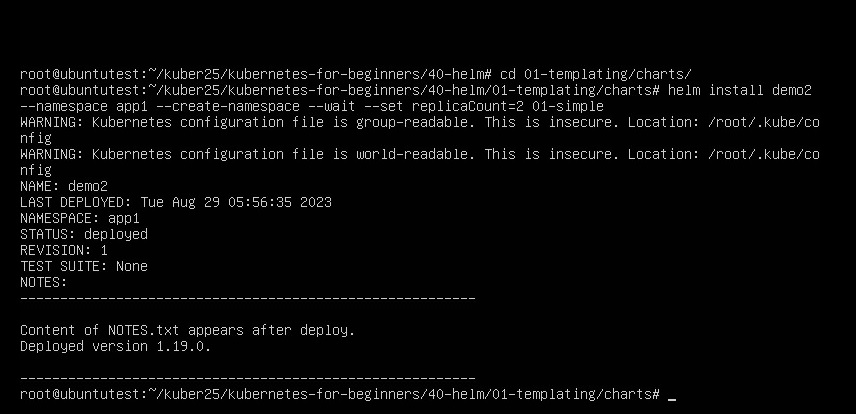 root@ubuntutest:~/kuber25/kubernetes-for-beginners/40-helm# cd 01-templating/charts/
root@ubuntutest:~/kuber25/kubernetes-for-beginners/40-helm/01-templating/charts# helm install demo2
--namespace app1 --create-namespace --wait --set replicaCount=2 01-simple
WARNING: Kubernetes configuration file is group-readable. This is insecure. Location: /root/.kube/co
nfig
WARNING: Kubernetes configuration file is world-readable. This is insecure. Location: /root/.kube/co
nfig
NAME: demo2
LAST DEPLOYED: Tue Aug 29 05:56:35 2023
NAMESPACE: app1
STATUS: deployed
REVISION: 1
TEST SUITE: None
NOTES:
---------------------------------------------------------
Content of NOTES.txt appears after deploy.
Deployed version 1.19.0.
---------------------------------------------------------
root@ubuntutest:~/kuber25/kubernetes-for-beginners/40-helm/01-templating/charts# _